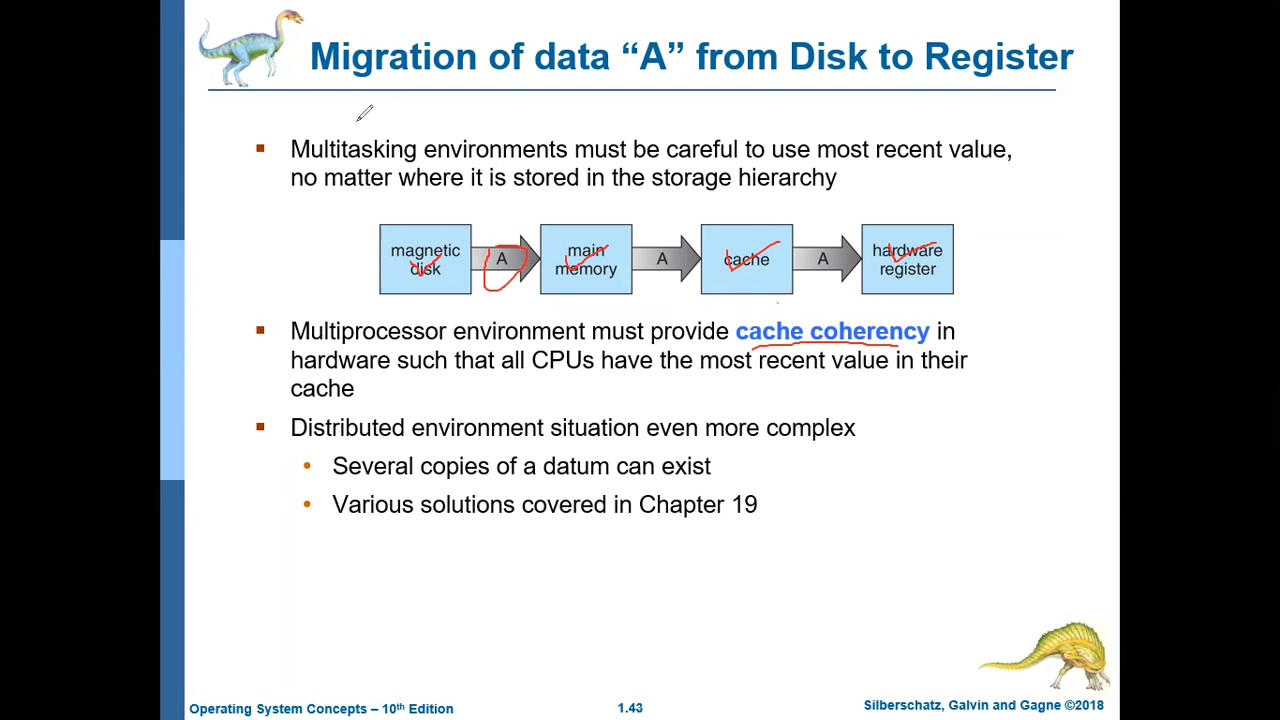 Migration of data “A” from Disk to Register
▪ Multitasking environments must be careful to use most recent value,
no matter where it is stored in the storage hierarchy
magnetic
disk
A
main
memory
A
cache
A
hardware
register
▪ Multiprocessor environment must provide cache coherency in
hardware such that all CPUs have the most recent value in their
cache
▪ Distributed environment situation even more complex
• Several copies of a datum can exist
• Various solutions covered in Chapter 19
Operating System Concepts – 10th Edition
1.43
Silberschatz, Galvin and Gagne ©2018